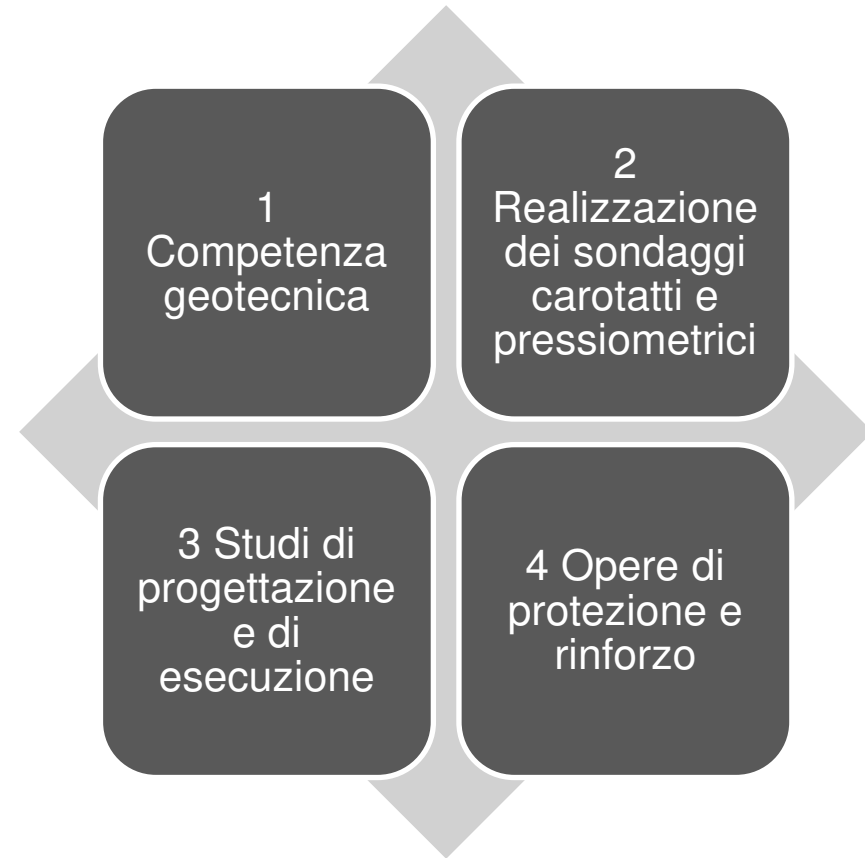 1
Competenza
geotecnica
2
Realizzazione
dei sondaggi
carotatti e
pressiometrici
3 Studi di
progettazione
e di
esecuzione
4 Opere di
protezione e
rinforzo